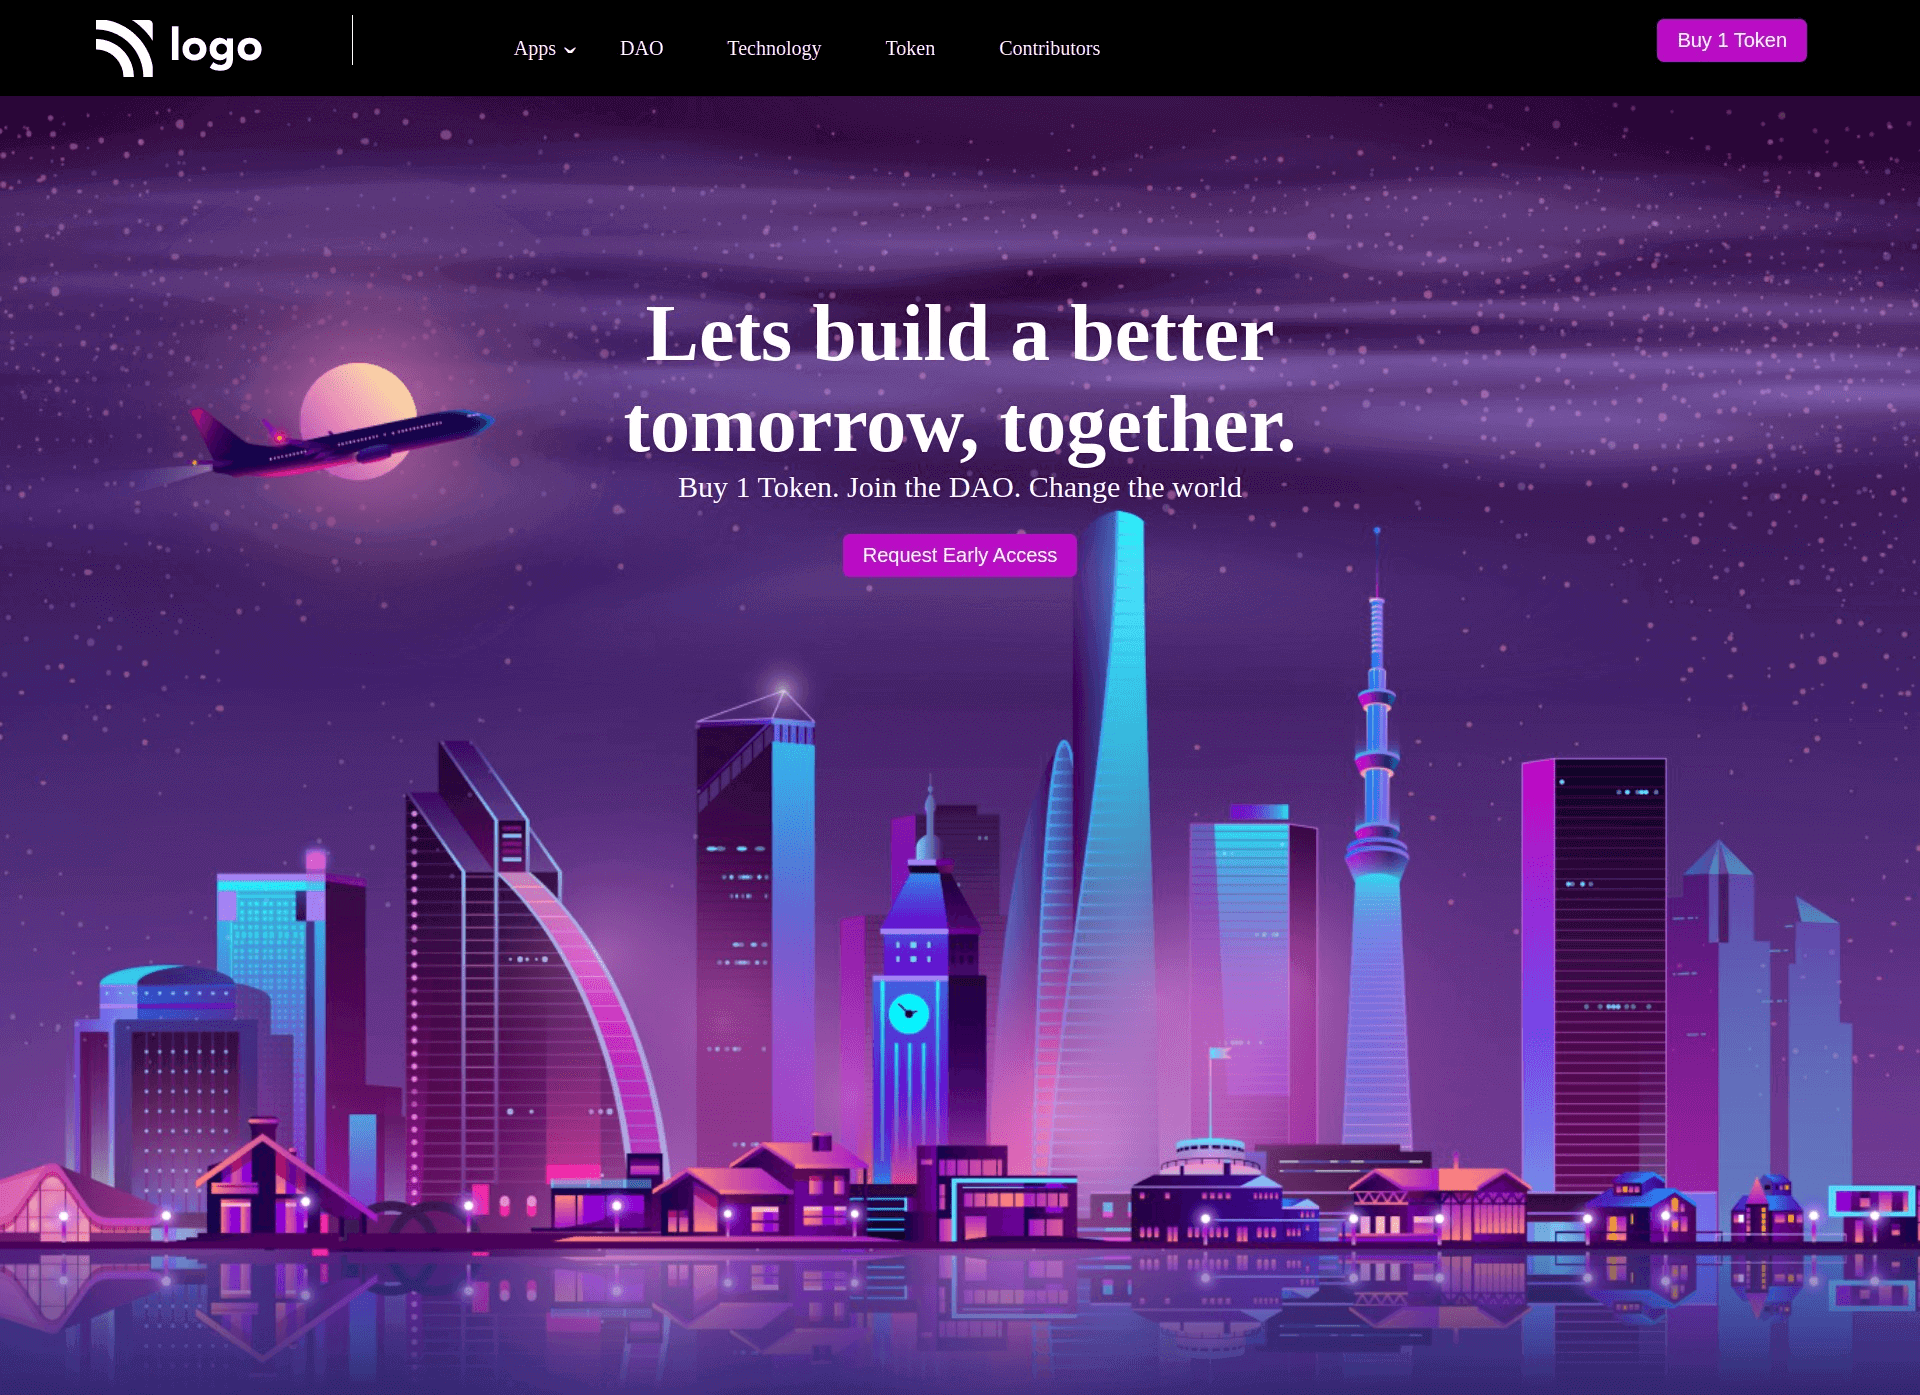 logo
Apps
DAO
Technology
Token
Contributors
Buy 1 Token
Lets build a better
tomorrow, together.
Buy 1 Token. Join the DAO. Change the world
Request Early Access